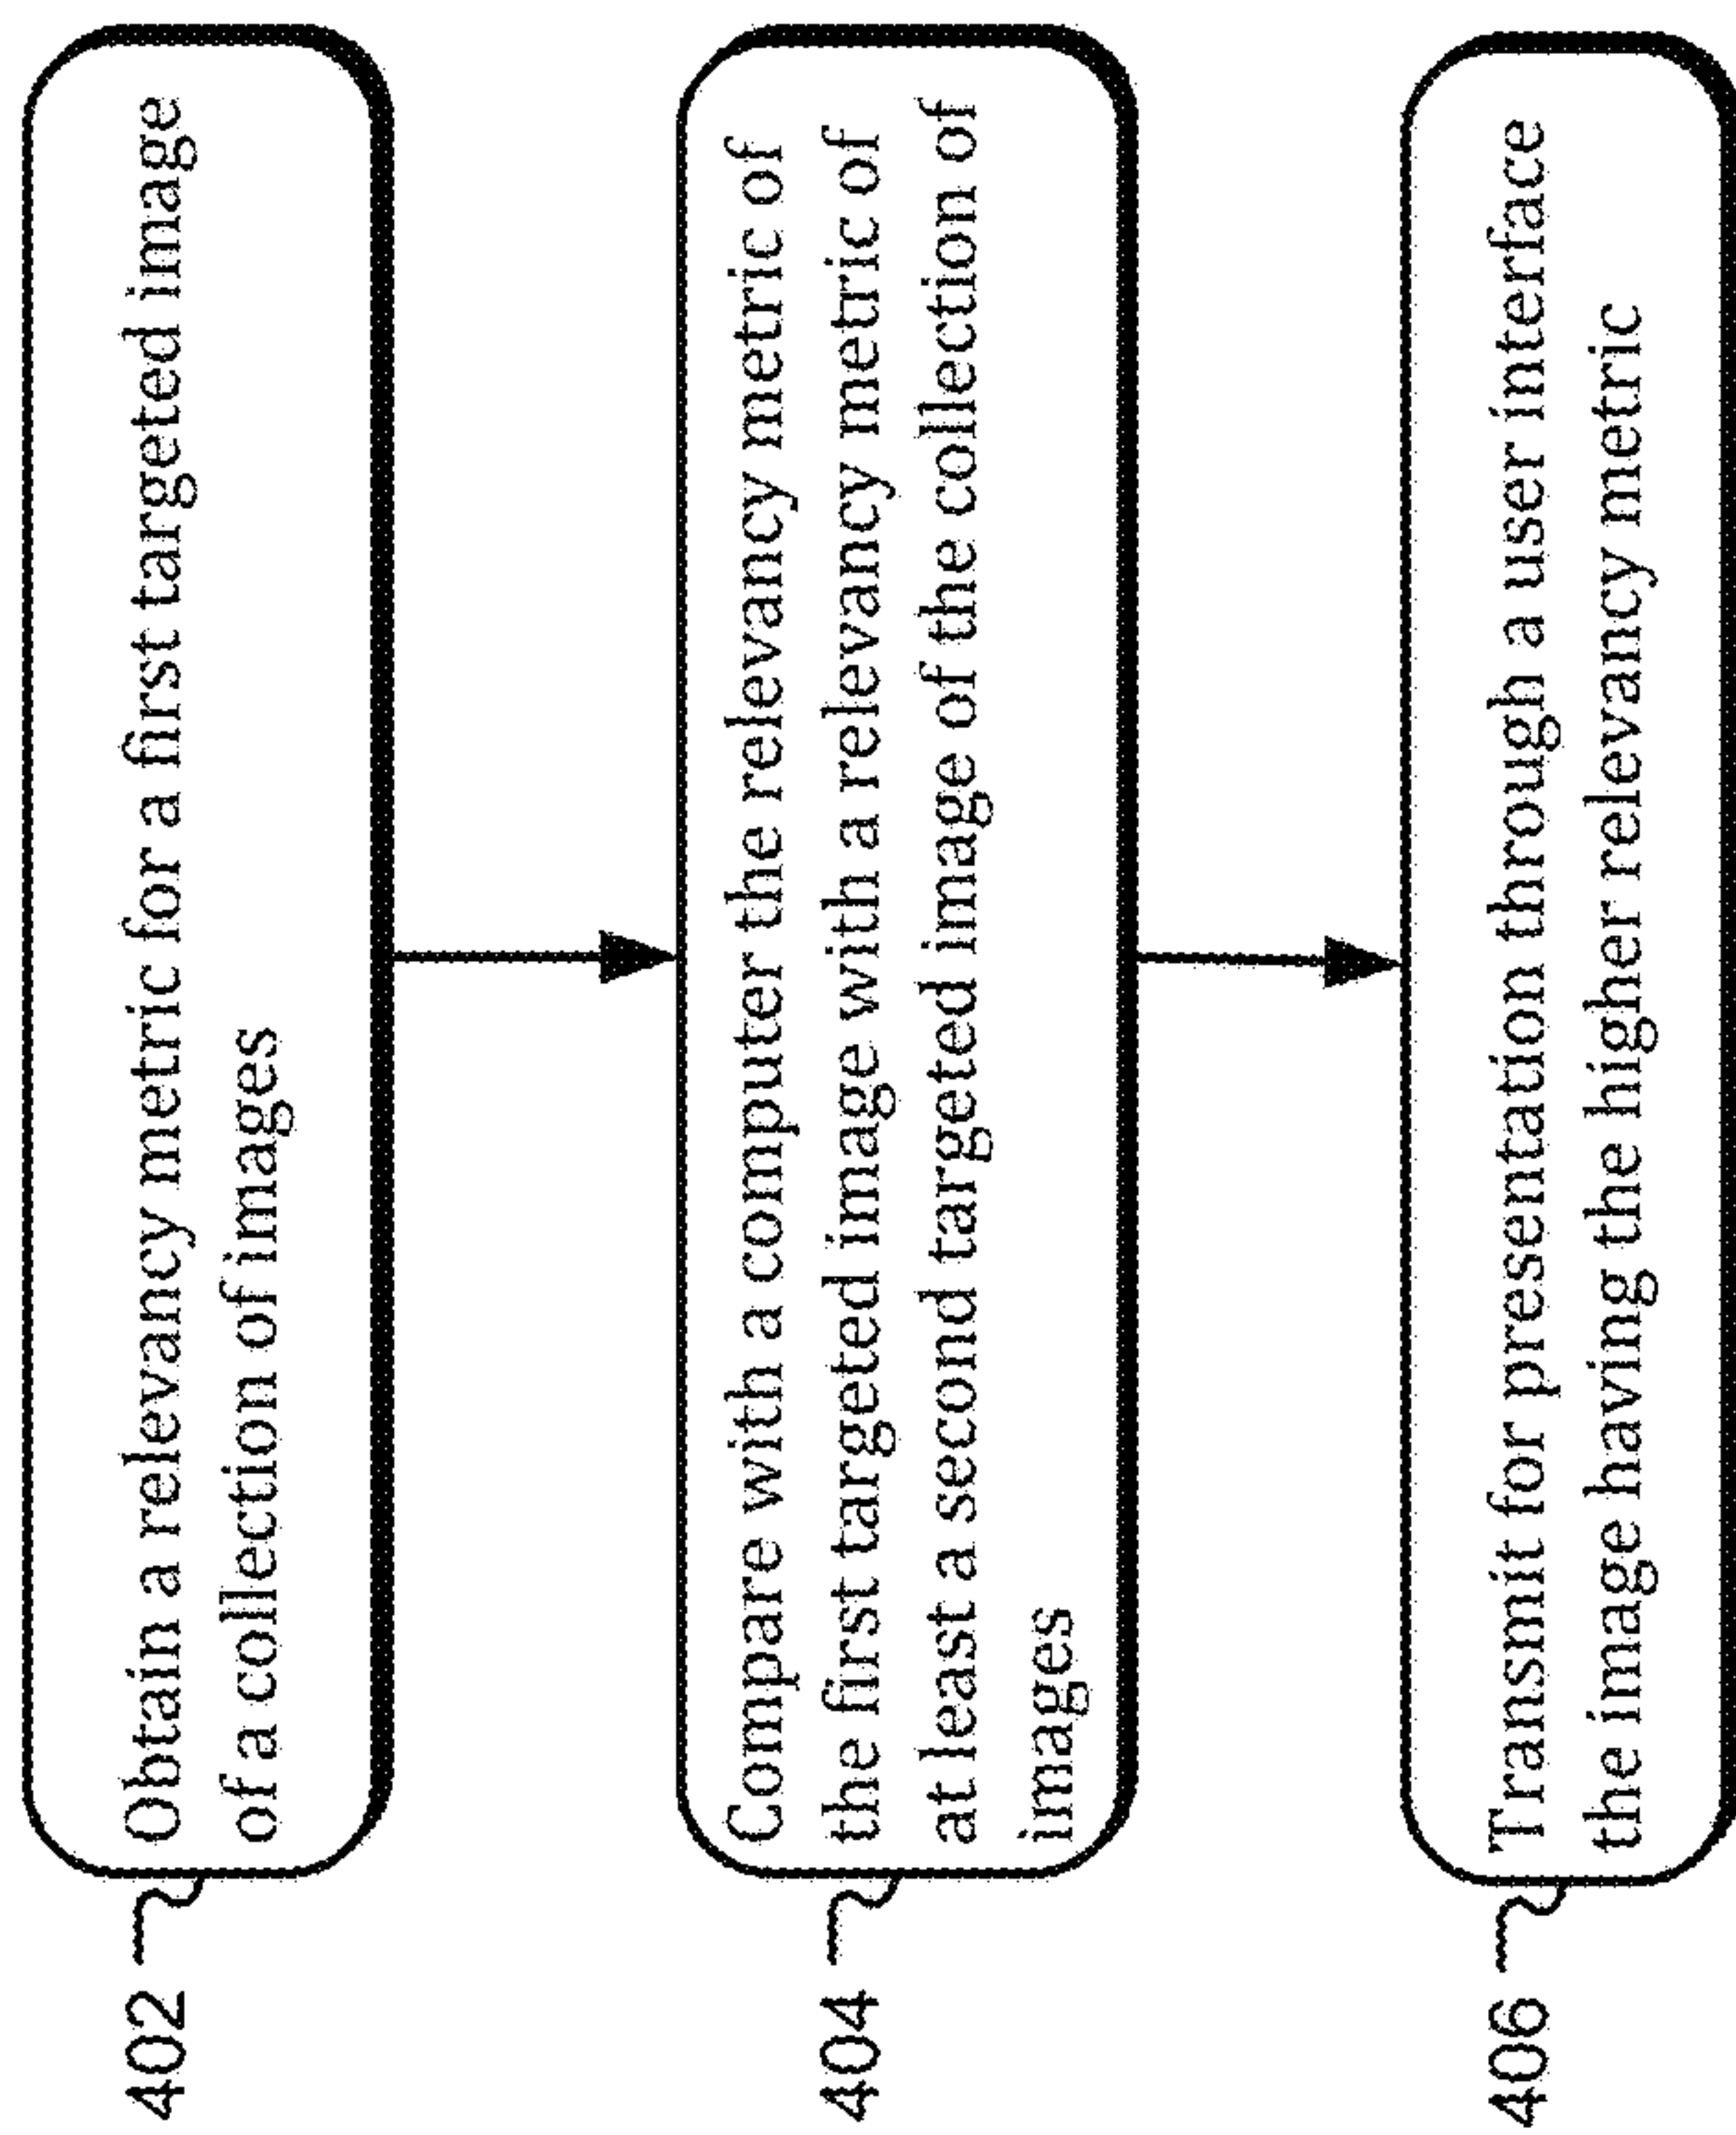 402
Obtain a relevancy metric for a first targeted image
of a collection of images
404
Compare with a computer the relevancy metric of
the first targeted image with a relevancy metric of
at least a second targeted image of the collection of
images
406
Transmit for presentation through a user interface
the image having the higher relevancy metric